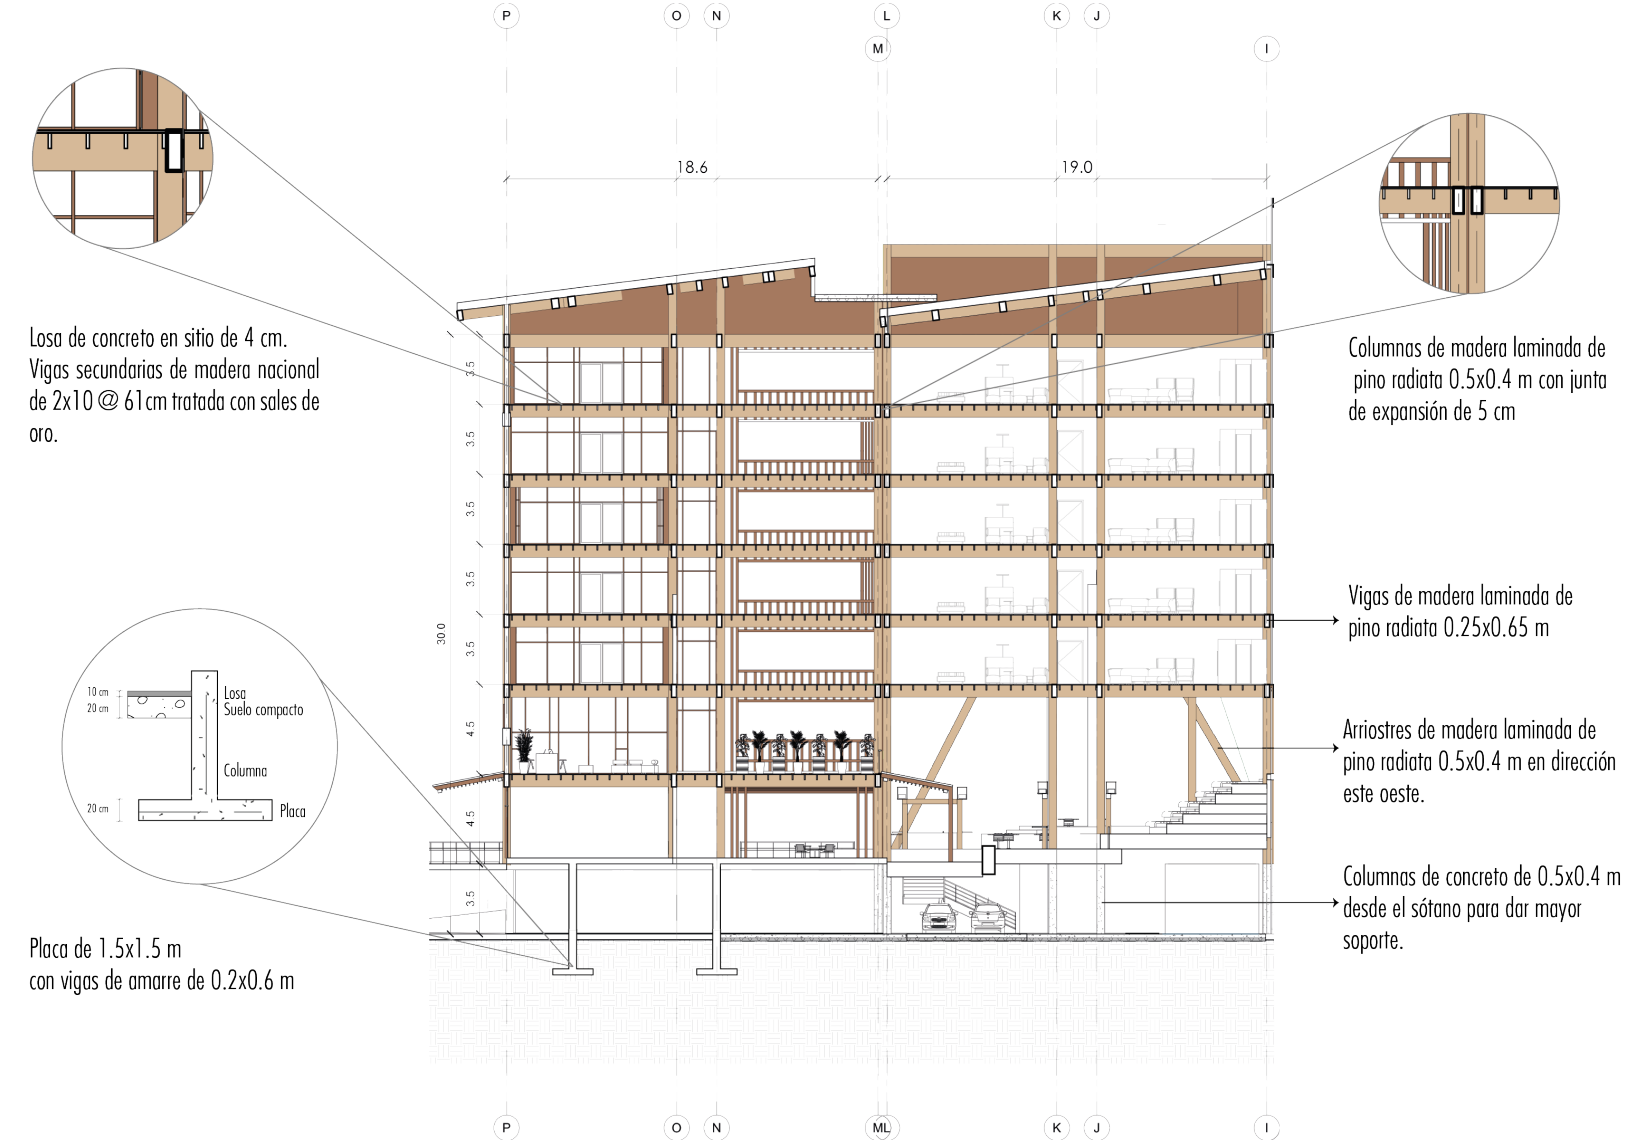 P
O
N
L
K
J
M
I
18.6
19.0
Losa de concreto en sitio de 4 cm.
Vigas secundarias de madera nacional
de 2x10 @ 61cm tratada con sales de
oro.
Columnas de madera laminada de
pino radiata 0.5x0.4 m con junta
de expansión de 5 cm
3.5
3.5
3.5
3.5
3.5
4.5
4.5
3.5
30.0
Vigas de madera laminada de
pino radiata 0.25x0.65 m
Arriostres de madera laminada de
pino radiata 0.5x0.4 m en dirección
este oeste.
Columnas de concreto de 0.5x0.4 m
desde el sótano para dar mayor
soporte.
10 cm
20 cm
20 cm
Losa
Suelo compacto
Columna
Placa
Placa de 1.5x1.5 m
con vigas de amarre de 0.2x0.6 m
P
O
N
M
L
K
J
I